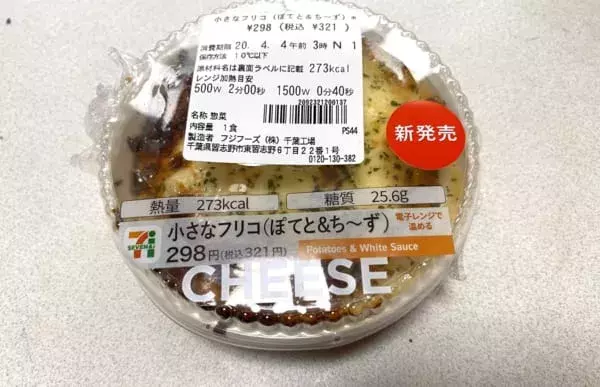 小さなフリコ(ぽてと&ち〜ず)*
¥298(税込 ¥321 )
消費期限 20. 4. 4午前 3時 N 1
保存方法 10℃以下
原材料名は裏面ラベルに記載 273kcal
レンジ加熱目安
500W 2分00秒 1500W 0分40秒
2092321200137
名称 惣菜
内容量 1食
PS44
製造者 フジフーズ(株)千葉工場
千葉県習志野市東習志野6丁目22番1号
0120-130-382
新発売
熱量 273kcal 糖質 25.6g
小さなフリコ(ぽてと&ち〜ず)
電子レンジで
温める
7
SEVEN&i
298円(税込321円)
Potatoes & White Sauce
CHEESE